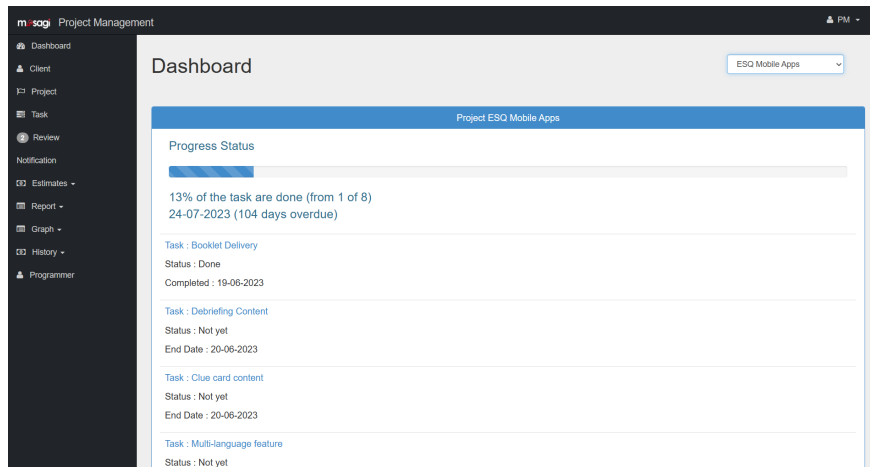 mi3sagi Project Management
PM
Dashboard
Client
Project
Task
2 Review
Notification
Estimates
Report
Graph
History
Programmer
Dashboard
ESQ Mobile Apps
Project ESQ Mobile Apps
Progress Status
13% of the task are done (from 1 of 8)
24-07-2023 (104 days overdue)
Task : Booklet Delivery
Status : Done
Completed : 19-06-2023
Task : Debriefing Content
Status : Not yet
End Date : 20-06-2023
Task : Clue card content
Status : Not yet
End Date : 20-06-2023
Task : Multi-language feature
Status : Not yet